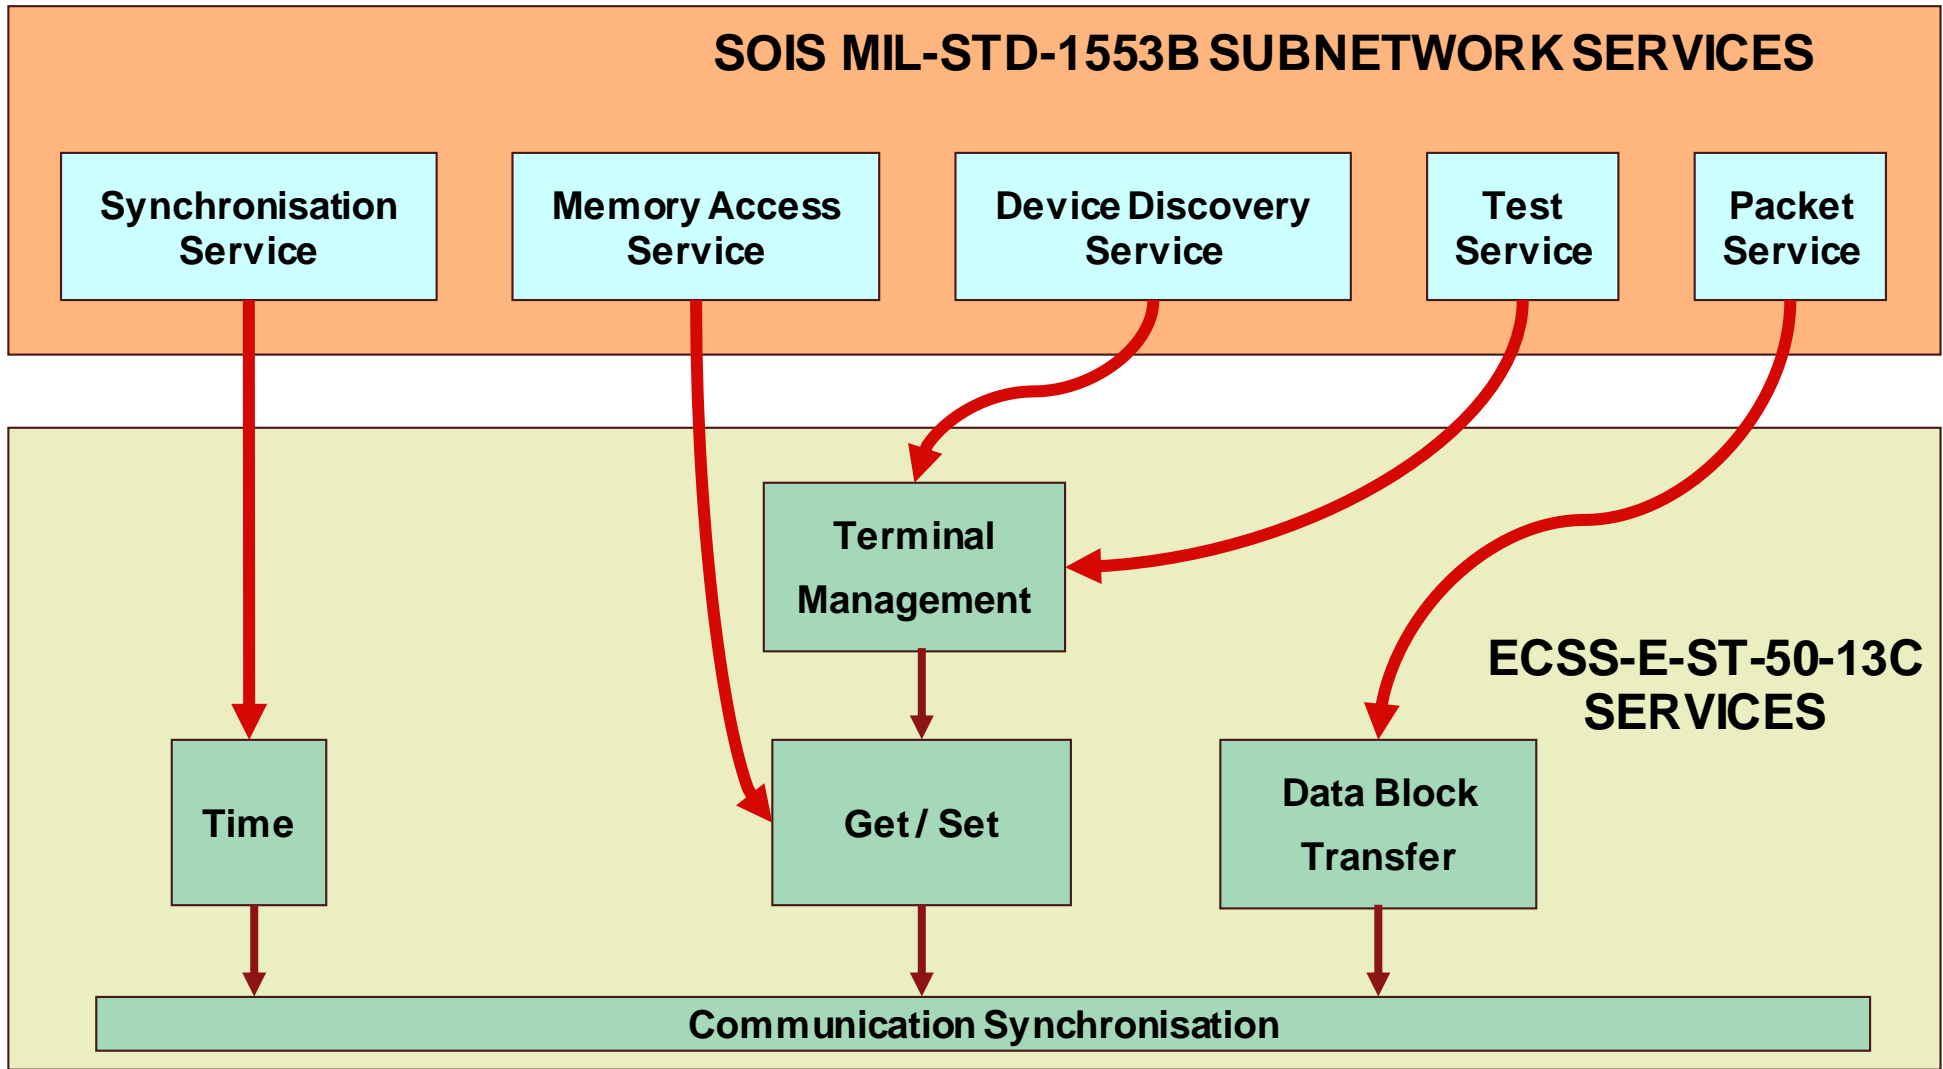 SOIS MIL-STD-1553B SUBNETWORK SERVICES
Synchronisation
Service
Memory Access
Service
Device Discovery
Service
Test
Service
Packet
Service
Terminal
Management
ECSS-E-ST-50-13C
SERVICES
Time
Get / Set
Data Block
Transfer
Communication Synchronisation